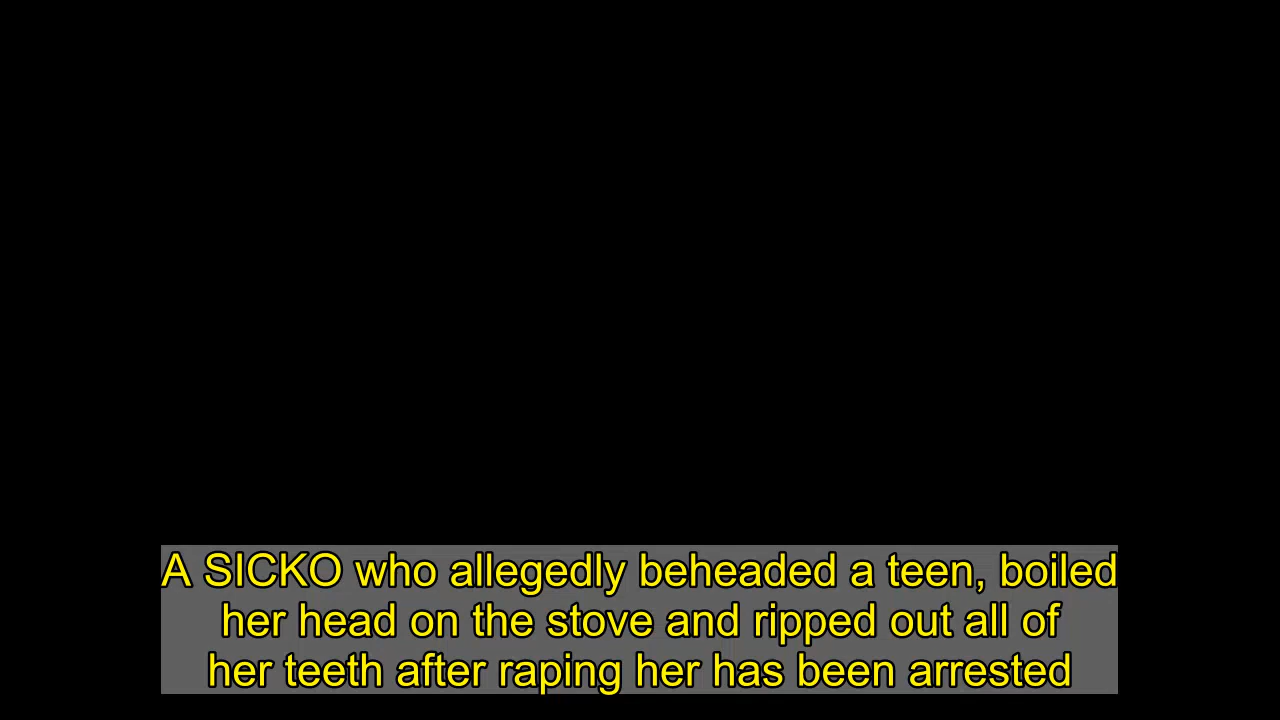 A SICKO who allegedly beheaded a teen, boiled
her head on the stove and ripped out all of
her teeth after raping her has been arrested